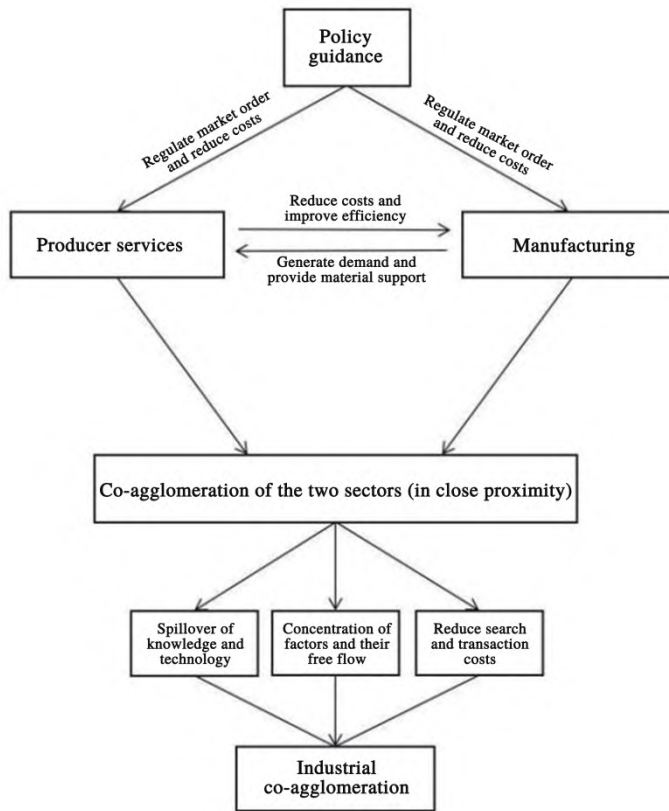 Policy
guidance
Regulate market order
and reduce costs
Regulate market order
and reduce costs
Reduce costs and
improve efficiency
Producer services
Manufacturing
Generate demand and
provide material support
Co-agglomeration of the two sectors (in close proximity)
Spillover of
knowledge and
technology
Concentration of
factors and their
free flow
Reduce search
and transaction
costs
Industrial
co-agglomeration